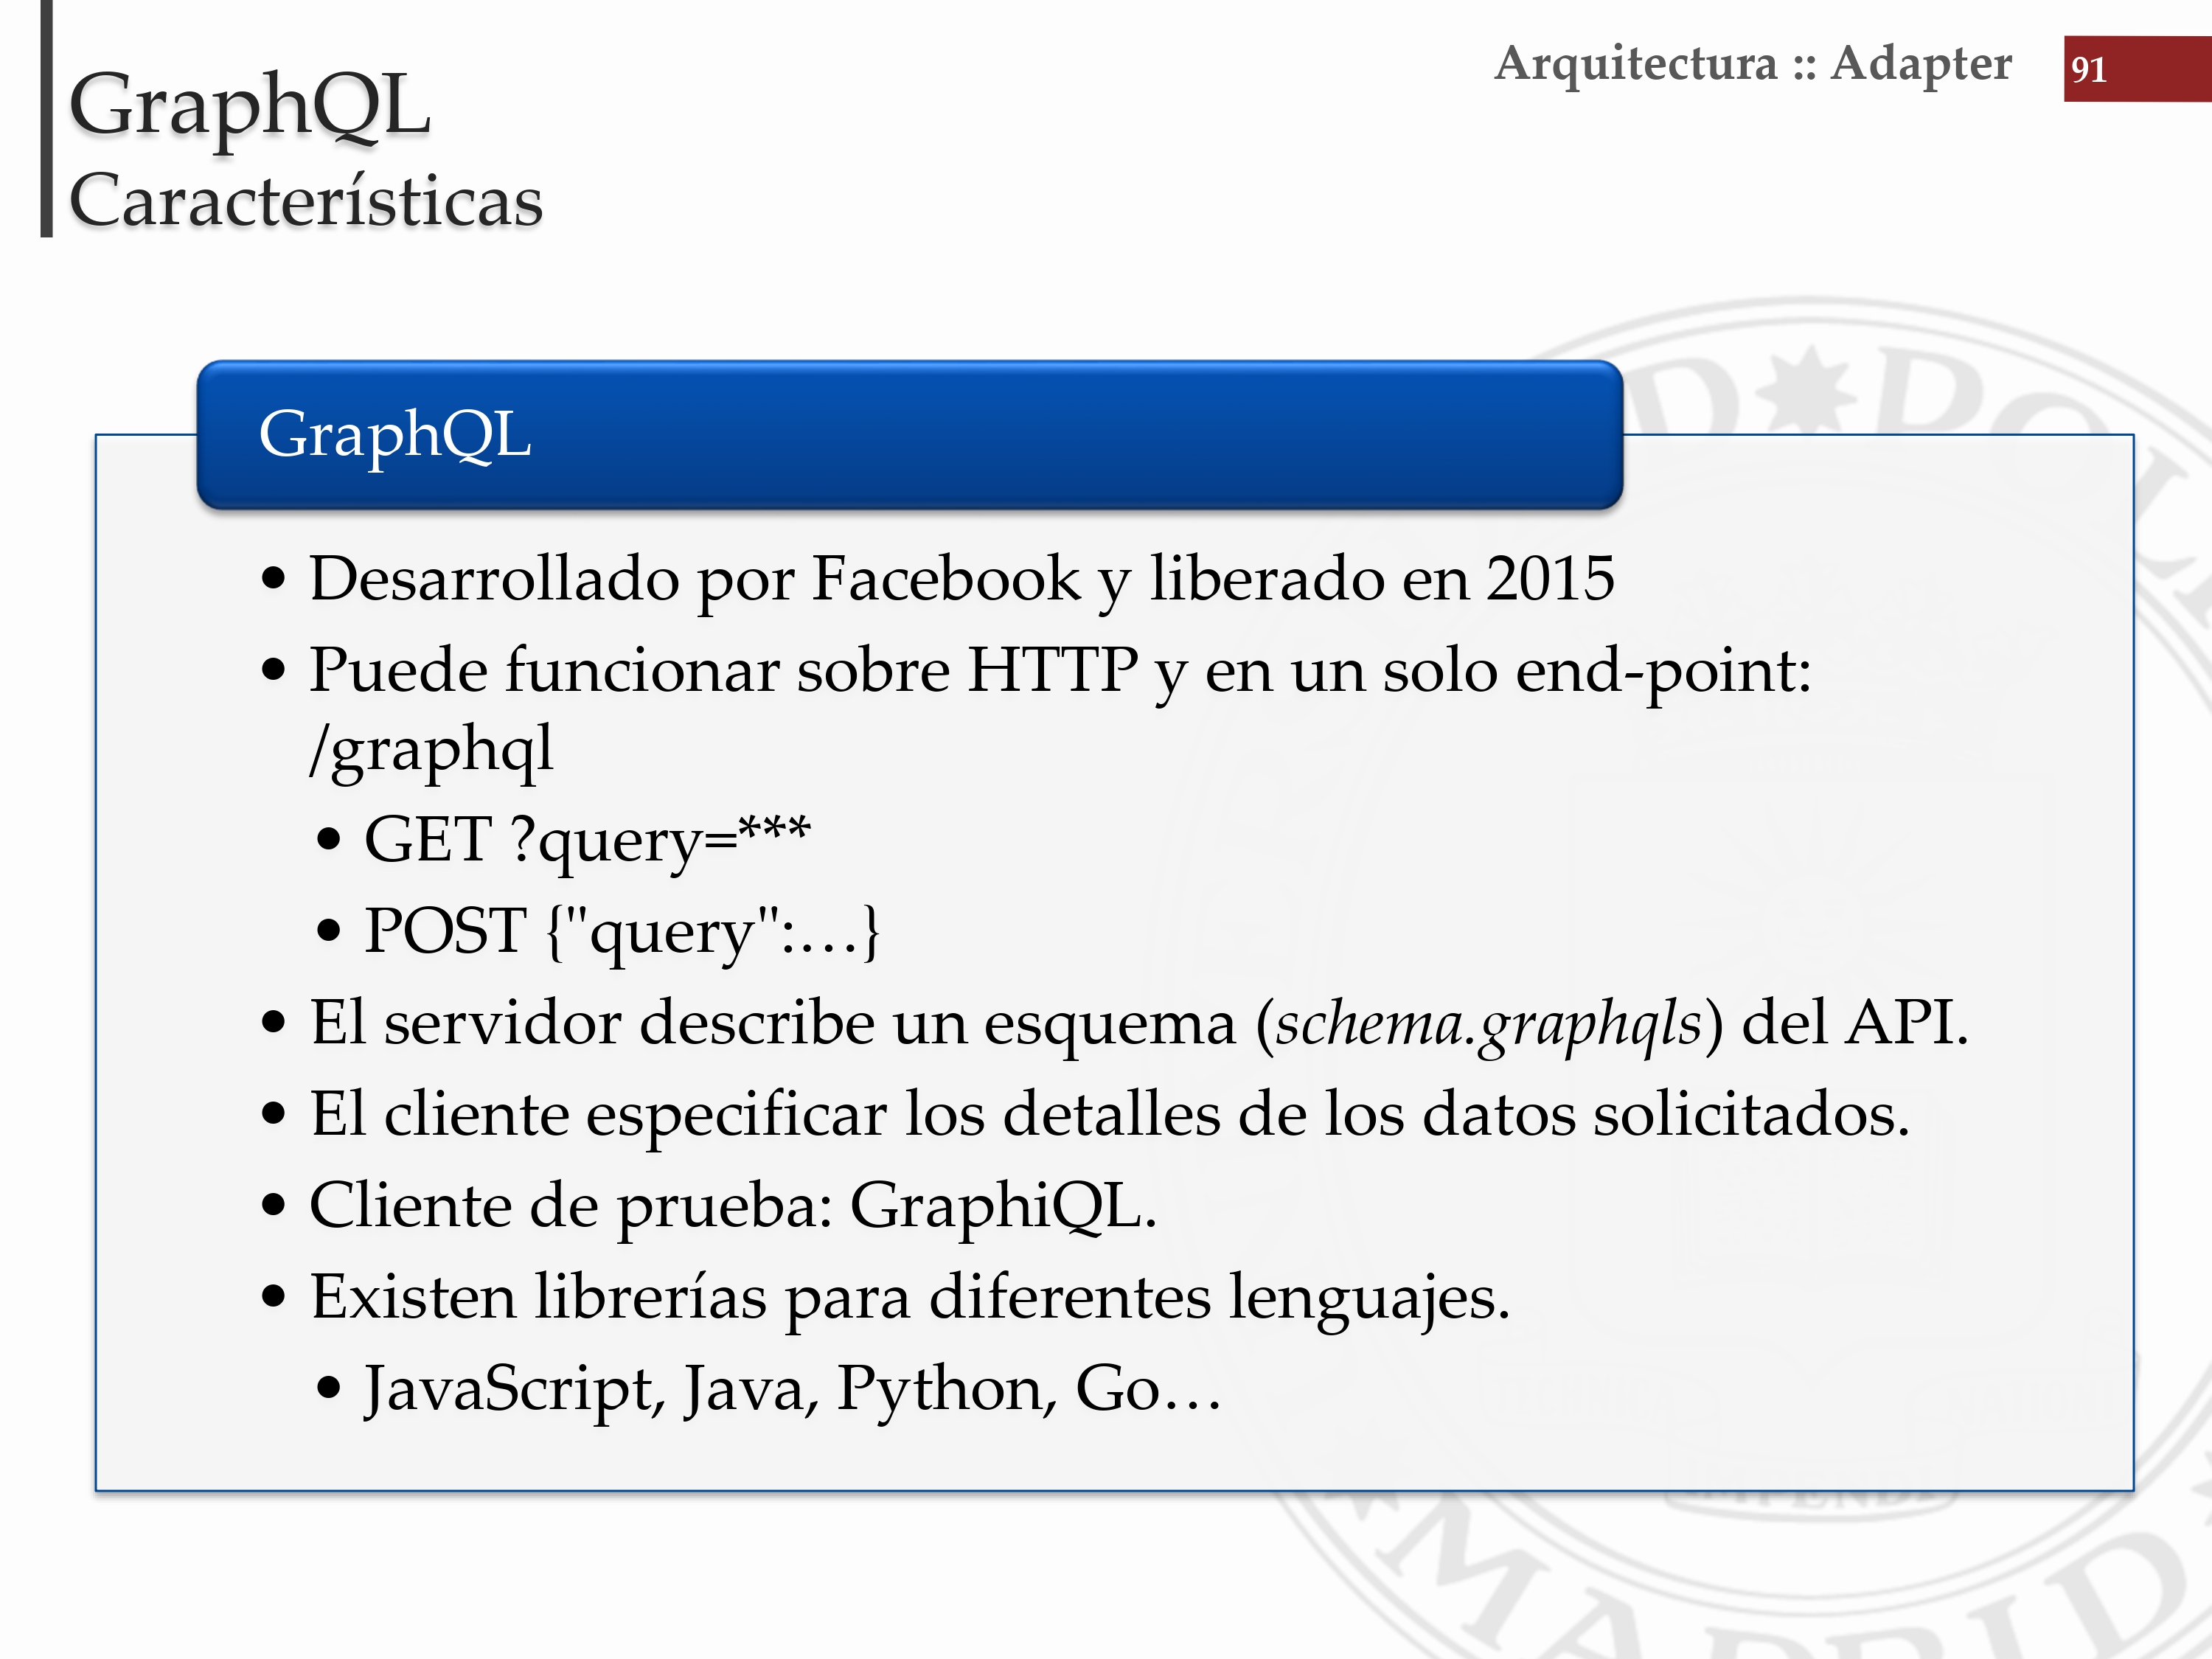 GraphQL
Características
Arquitectura :: Adapter
91
GraphQL
• Desarrollado por Facebook y liberado en 2015
• Puede funcionar sobre HTTP y en un solo end-point:
/graphql
• GET ?query=***
• POST {"query":…}
• El servidor describe un esquema (schema.graphqls) del API.
• El cliente especificar los detalles de los datos solicitados.
• Cliente de prueba: GraphiQL.
• Existen librerías para diferentes lenguajes.
• JavaScript, Java, Python, Go…
MADRID